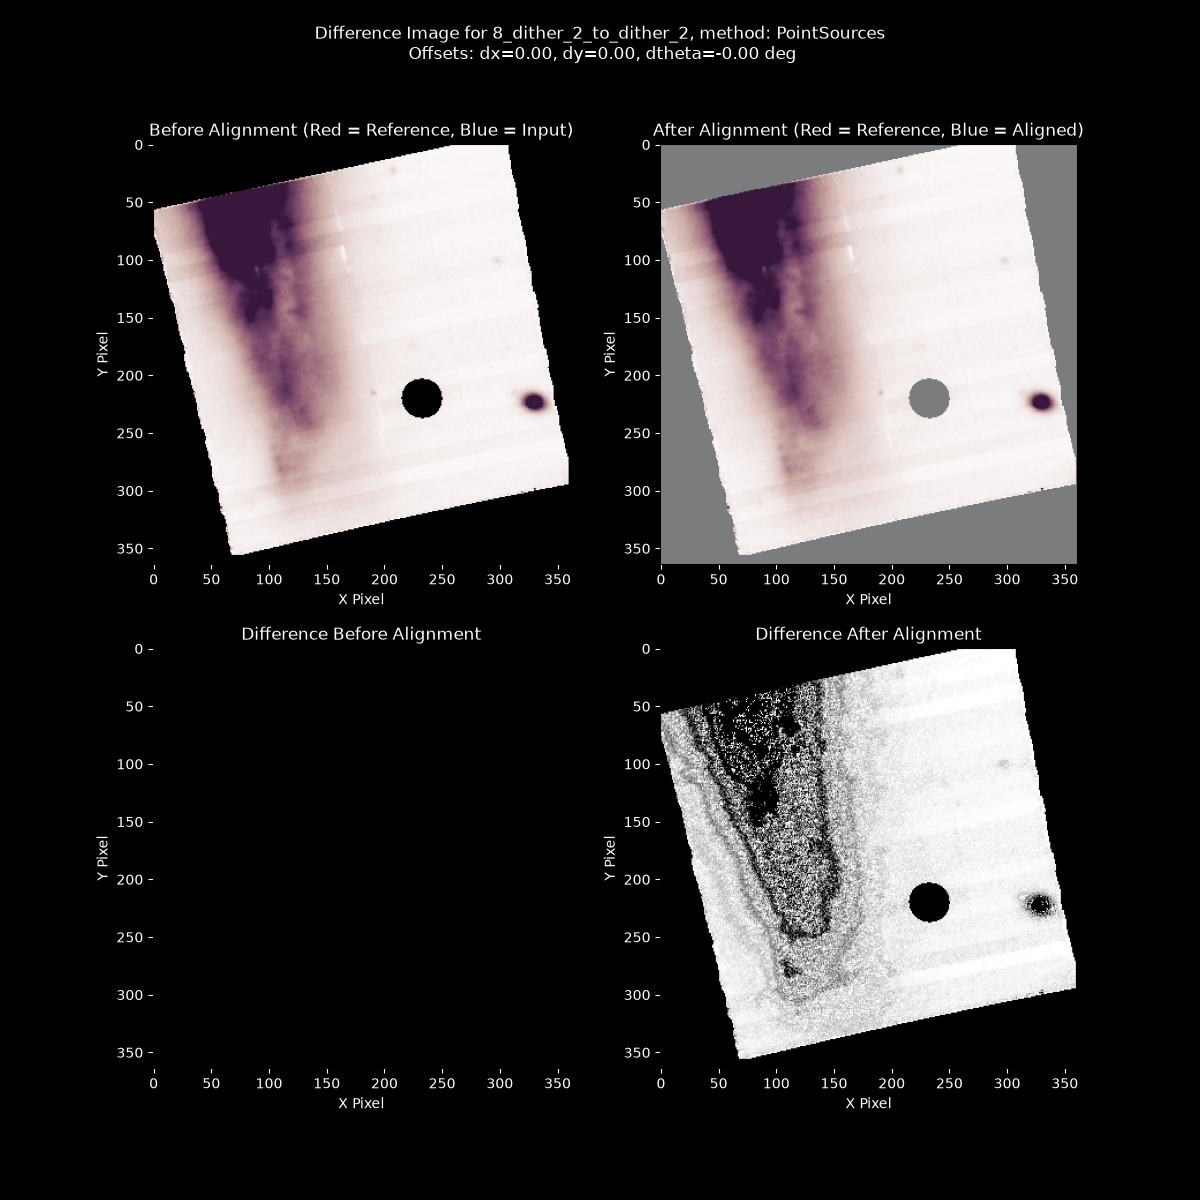 Difference Image for 8_dither_2_to_dither_2, method: PointSources
Offsets: dx=0.00, dy=0.00, dtheta=-0.00 deg
Before Alignment (Red = Reference, Blue = Input)
0
50
100
150
200
250
300
350
Y Pixel
0 50 100 150 200 250 300 350
X Pixel
After Alignment (Red = Reference, Blue = Aligned)
0
50
100
150
200
250
300
350
Y Pixel
0 50 100 150 200 250 300 350
X Pixel
Difference Before Alignment
0
50
100
150
200
250
300
350
Y Pixel
0 50 100 150 200 250 300 350
X Pixel
Difference After Alignment
0
50
100
150
200
250
300
350
Y Pixel
0 50 100 150 200 250 300 350
X Pixel